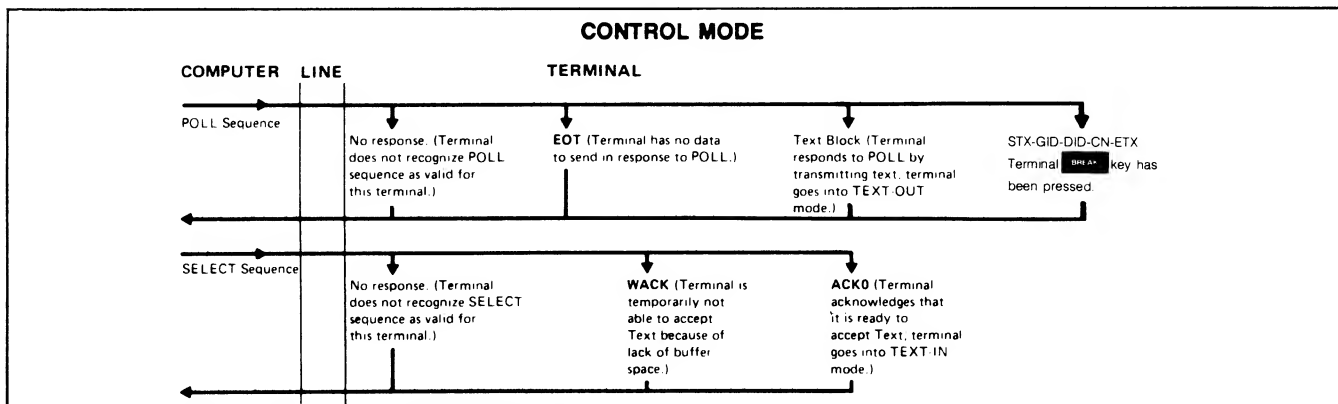 CONTROL MODE
COMPUTER LINE TERMINAL
POLL Sequence
No response. (Terminal
does not recognize POLL
sequence as valid for
this terminal.)
EOT (Terminal has no data
to send in response to POLL.)
Text Block (Terminal
responds to POLL by
transmitting text, terminal
goes into TEXT-OUT
mode.)
STX-GID-DID-CN-ETX
Terminal BREAK key has
been pressed.
SELECT Sequence
No response. (Terminal
does not recognize SELECT
sequence as valid for
this terminal.)
WACK (Terminal is
temporarily not
able to accept
Text because of
lack of buffer
space.)
ACK0 (Terminal
acknowledges that
it is ready to
accept Text, terminal
goes into TEXT-IN
mode.)